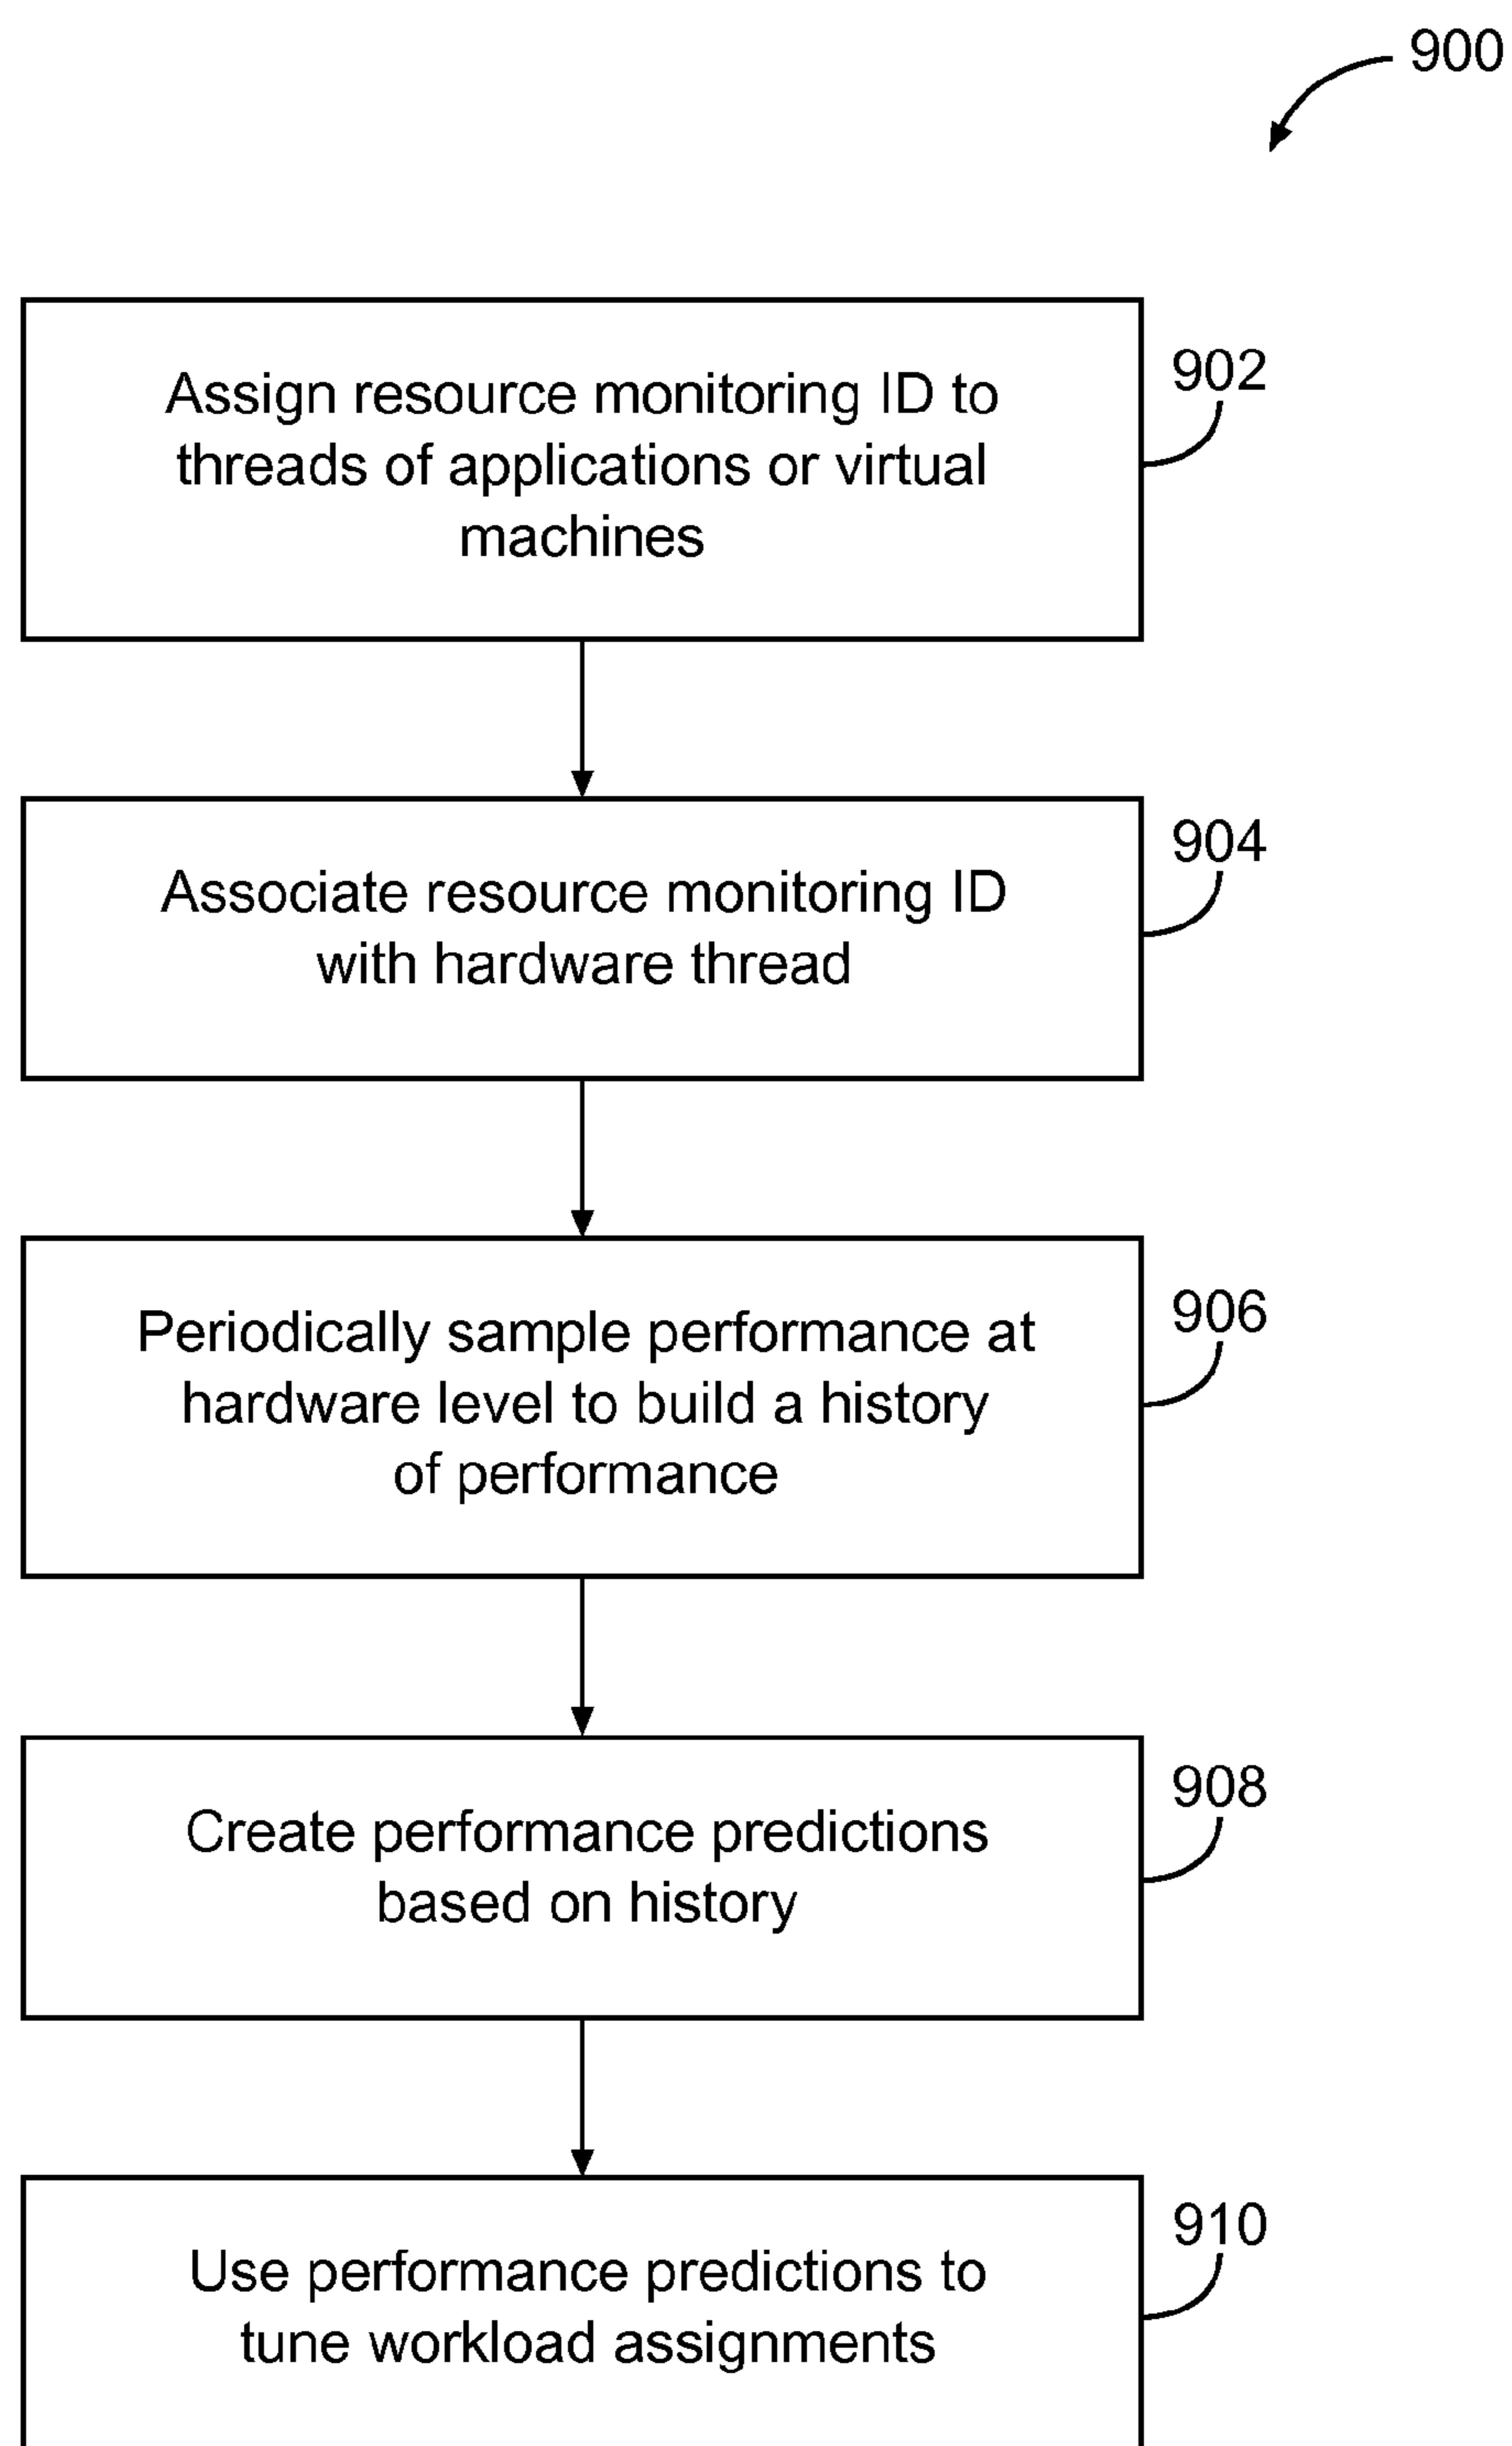 900
Assign resource monitoring ID to
threads of applications or virtual
machines
902
Associate resource monitoring ID
with hardware thread
904
Periodically sample performance at
hardware level to build a history
of performance
906
Create performance predictions
based on history
908
Use performance predictions to
tune workload assignments
910